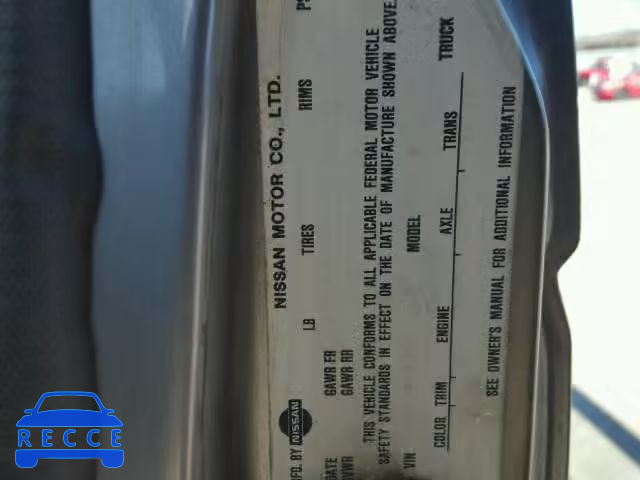 MFD. BY NISSAN NISSAN MOTOR CO., LTD.
DATE LB TIRES RIMS
GVWR
GAWR FR
GAWR RR
THIS VEHICLE CONFORMS TO ALL APPLICABLE FEDERAL MOTOR VEHICLE
SAFETY STANDARDS IN EFFECT ON THE DATE OF MANUFACTURE SHOWN ABOVE
VIN MODEL TRUCK
COLOR TRIM ENGINE AXLE TRANS
SEE OWNER'S MANUAL FOR ADDITIONAL INFORMATION
RECCE